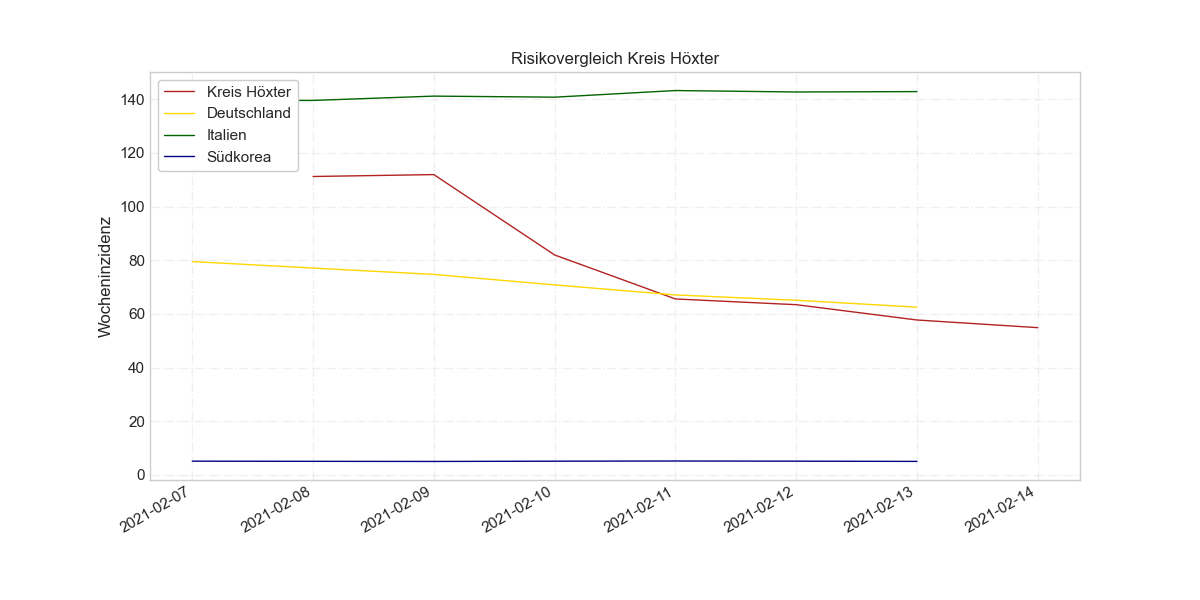 Risikovergleich Kreis Höxter
Kreis Höxter
Deutschland
Italien
Südkorea
Wocheninzidenz
140
120
100
80
60
40
20
0
2021-02-07
2021-02-08
2021-02-09
2021-02-10
2021-02-11
2021-02-12
2021-02-13
2021-02-14